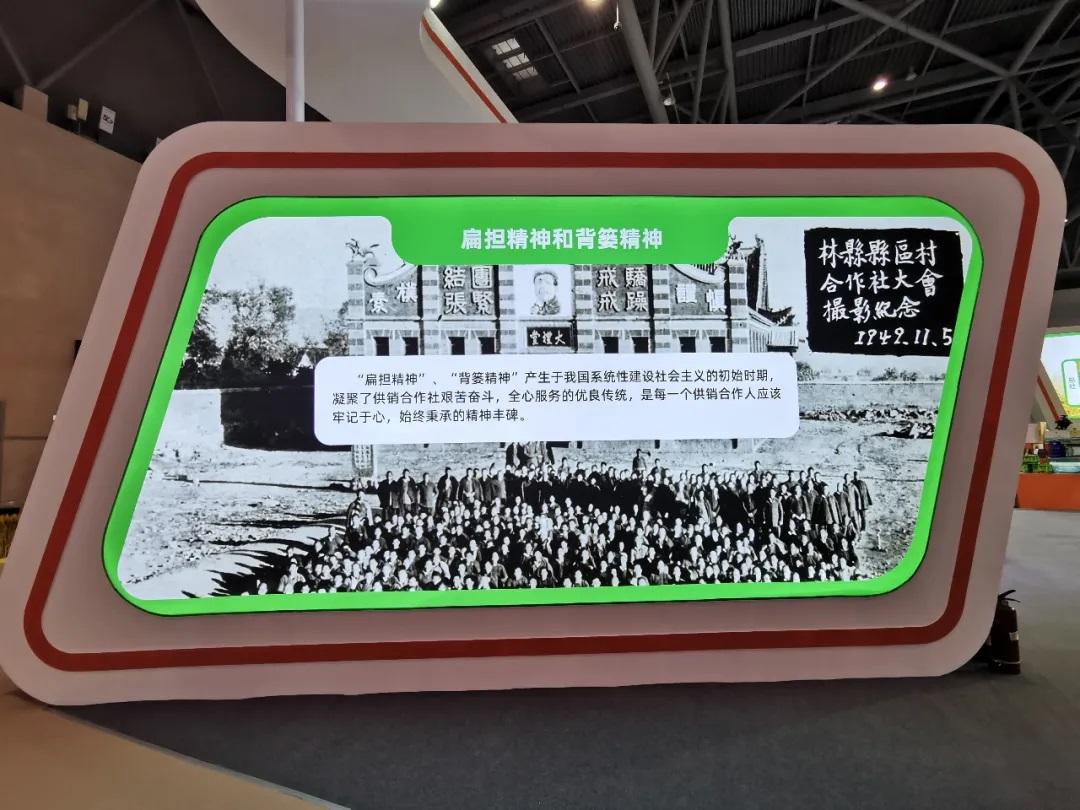 扁担精神和背篓精神
林縣縣區村
合作社大會
撮影紀念
1949.11.5
團結
緊張
戒驕
戒躁
大禮堂
“扁担精神”、“背篓精神”产生于我国系统性建设社会主义的初始时期，
凝聚了供销合作社艰苦奋斗，全心服务的优良传统，是每一个供销合作人应该
牢记于心，始终秉承的精神丰碑。